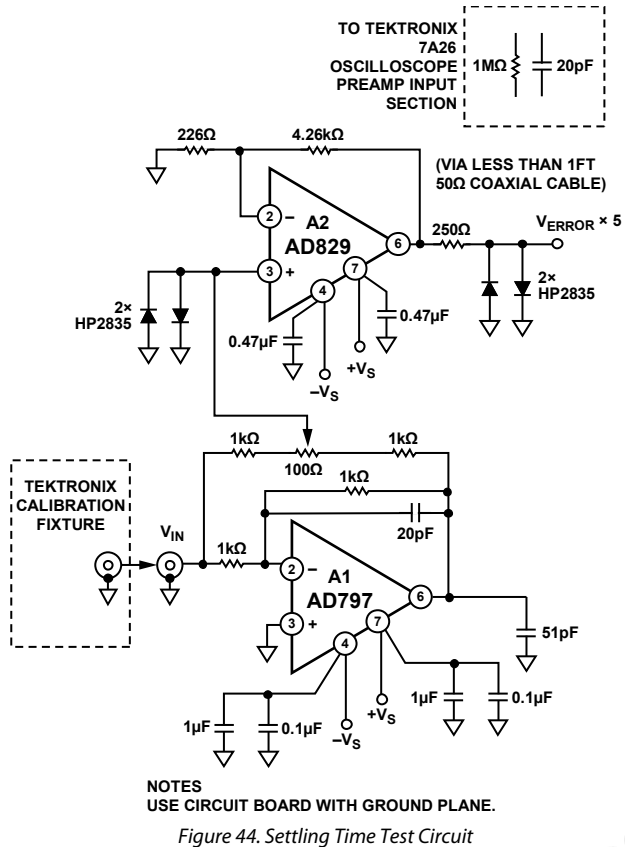 TO TEKTRONIX
7A26
OSCILLOSCOPE
PREAMP INPUT
SECTION
1MΩ
20pF
226Ω
4.26kΩ
(VIA LESS THAN 1FT
50Ω COAXIAL CABLE)
2
–
A2
AD829
6
250Ω
VERROR × 5
3
+
7
4
2×
HP2835
2×
HP2835
0.47µF
0.47µF
–VS
+VS
1kΩ
100Ω
1kΩ
1kΩ
20pF
TEKTRONIX
CALIBRATION
FIXTURE
VIN
1kΩ
2
–
A1
AD797
6
3
+
7
4
51pF
1µF
0.1µF
–VS
+VS
1µF
0.1µF
NOTES
USE CIRCUIT BOARD WITH GROUND PLANE.
Figure 44. Settling Time Test Circuit